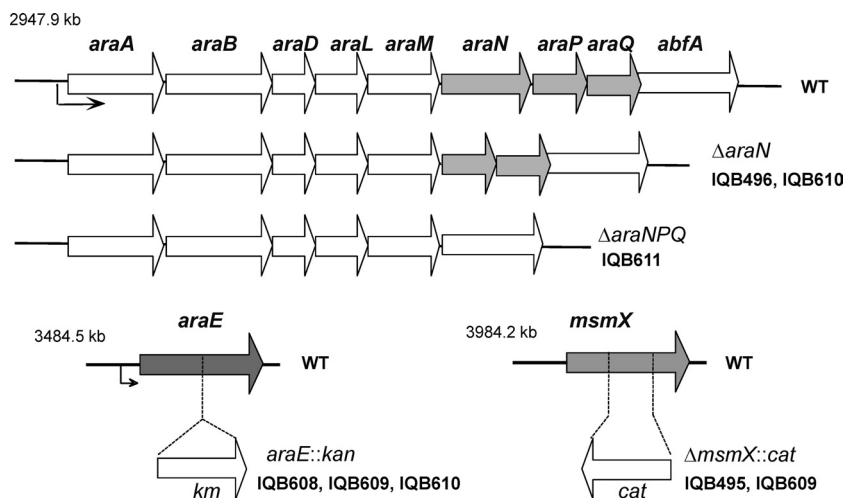 2947.9 kb
araA araB araD araL araM araN araP araQ abfA
WT
ΔaraN
IQB496, IQB610
ΔaraNPQ
IQB611
araE
3484.5 kb
WT
araE::kan
km
IQB608, IQB609, IQB610
msmX
3984.2 kb
WT
ΔmsmX::cat
cat
IQB495, IQB609